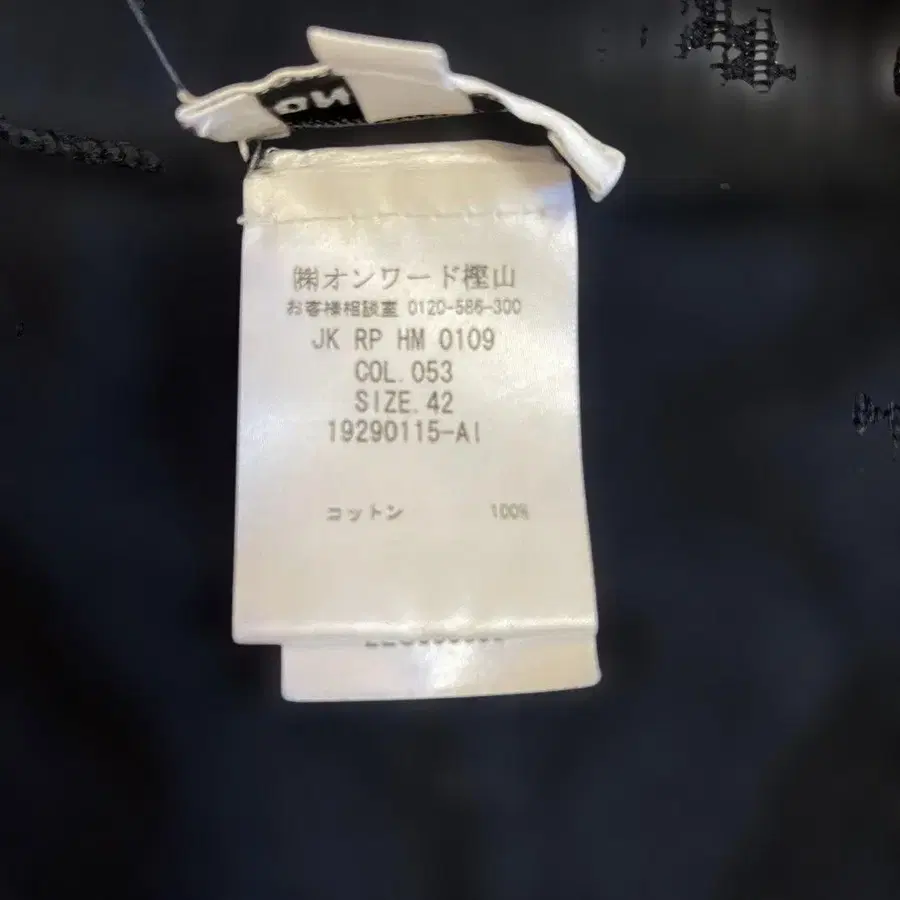 ㈱オンワード樫山
お客様相談室 0120-586-300
JK RP HM 0109
COL.053
SIZE.42
19290115-AI
コットン 100%